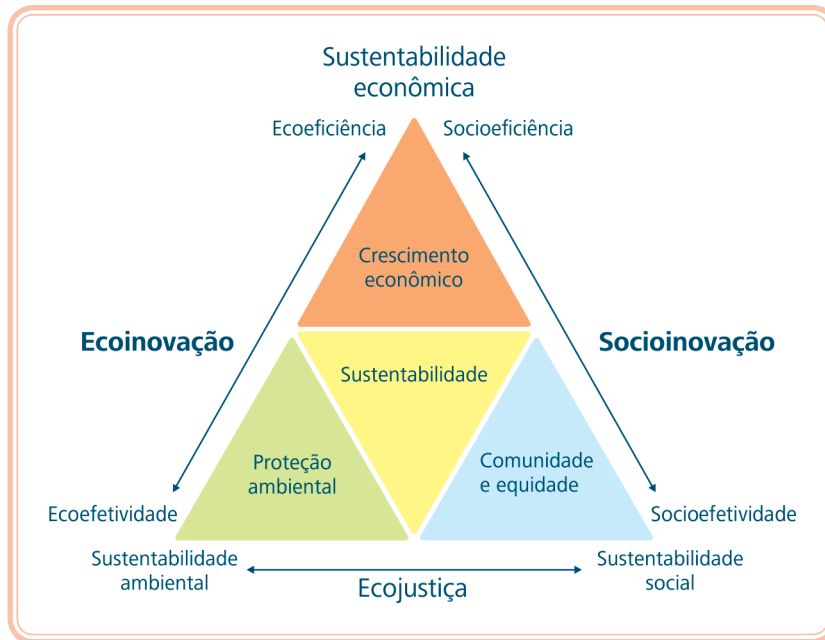 Sustentabilidade
econômica
Ecoeficiência
Socioeficiência
Crescimento
econômico
Ecoinovação
Socioinovação
Sustentabilidade
Proteção
ambiental
Comunidade
e equidade
Ecoefetividade
Socioefetividade
Sustentabilidade
ambiental
Sustentabilidade
social
Ecojustiça